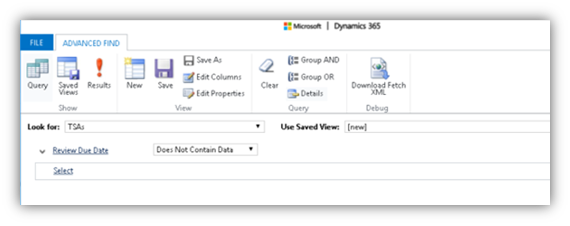 Microsoft | Dynamics 365
FILE ADVANCED FIND
Query Saved Views Results New Save Save As Edit Columns Edit Properties Clear Group AND Group OR Details Download Fetch XML
Show View Query Debug
Look for: TSAs Use Saved View: [new]
Review Due Date Does Not Contain Data
Select